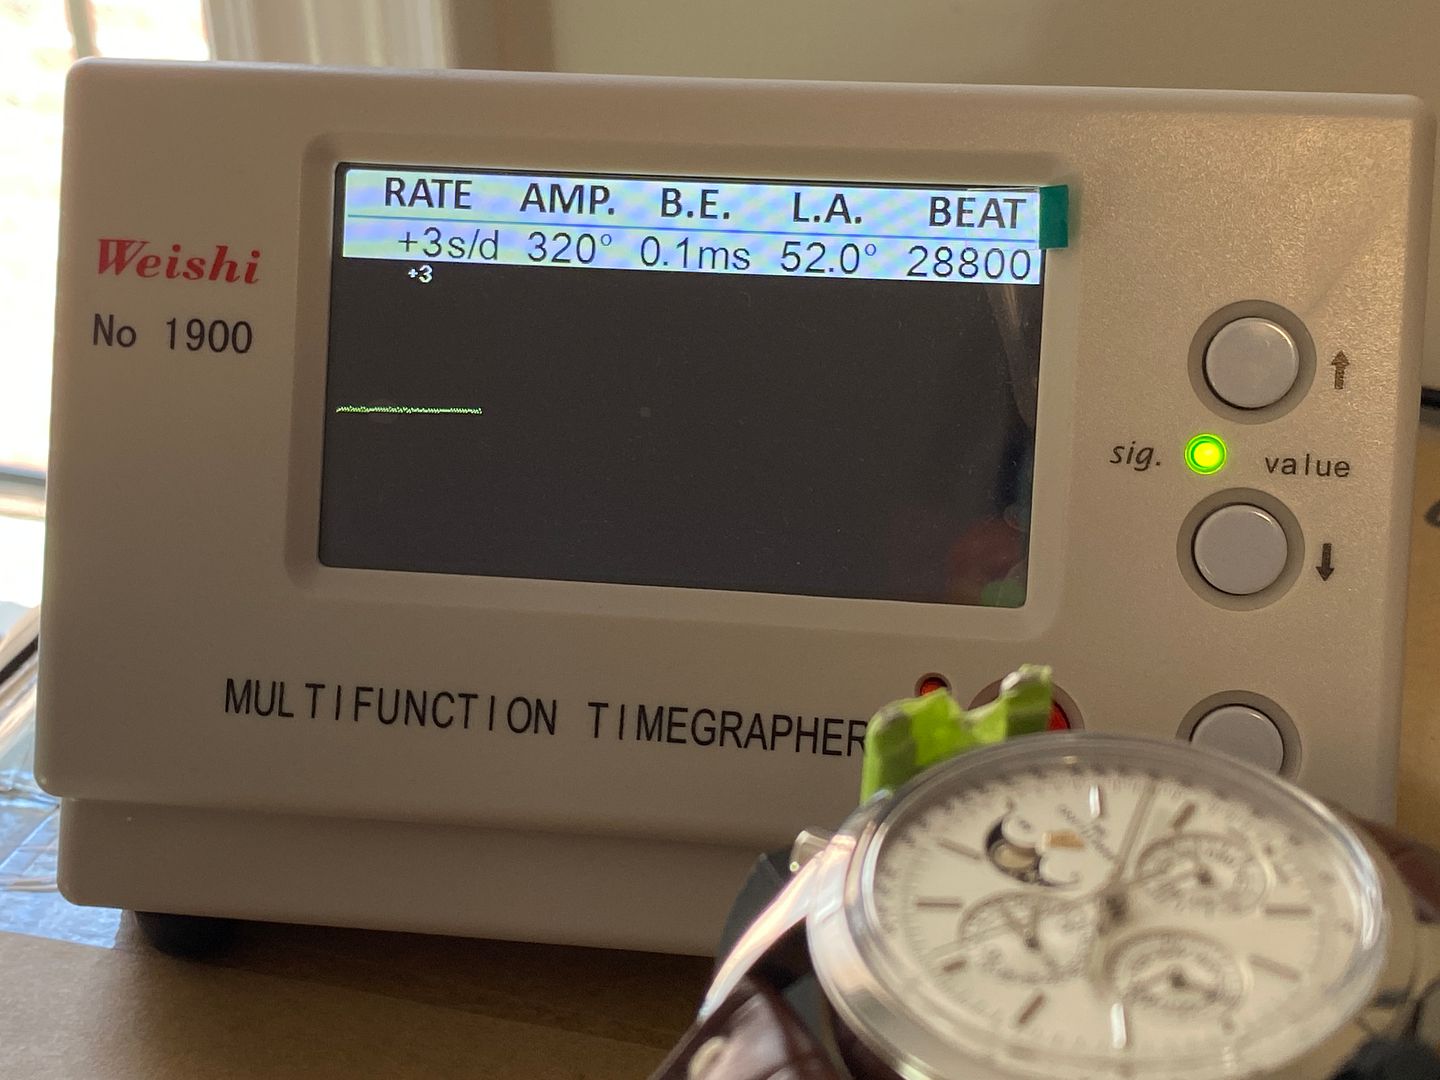 RATE AMP. B.E. L.A. BEAT
+3s/d 320° 0.1ms 52.0° 28800
+3
Weishi
No 1900
sig. value
MULTIFUNCTION TIMEGRAPHER